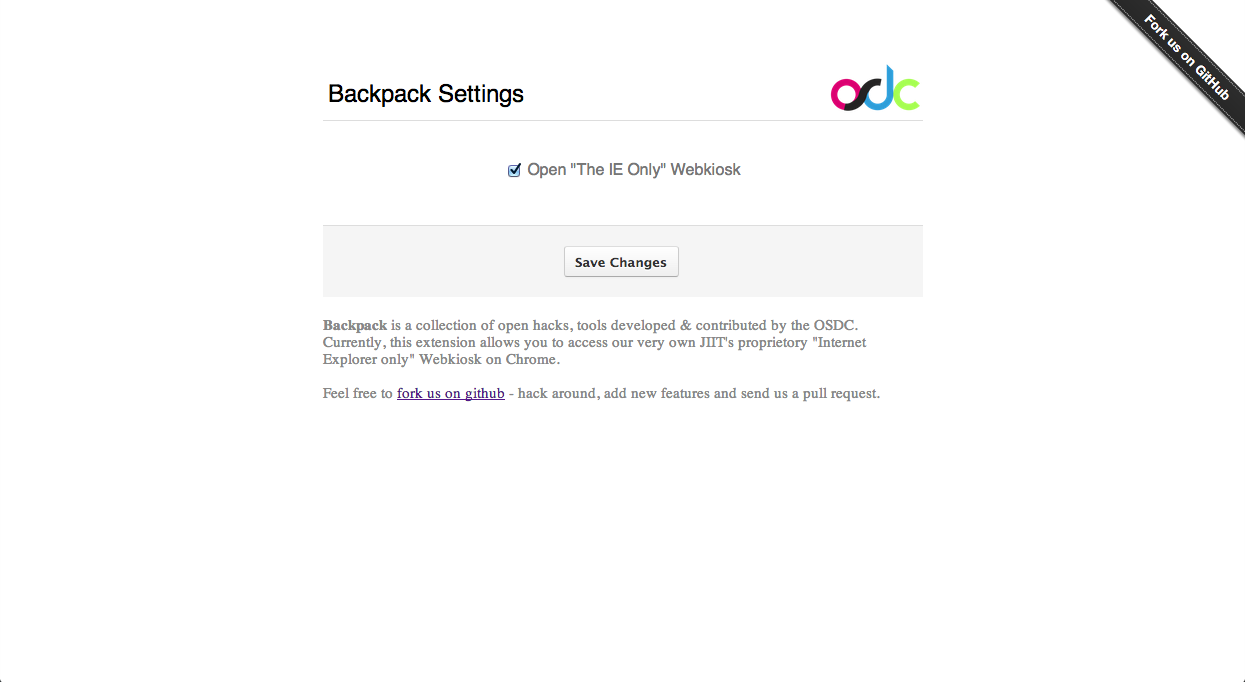 Fork us on GitHub
Backpack Settings
osdc
Open "The IE Only" Webkiosk
Save Changes
Backpack is a collection of open hacks, tools developed & contributed by the OSDC.
Currently, this extension allows you to access our very own JIIT's proprietory "Internet
Explorer only" Webkiosk on Chrome.
Feel free to fork us on github - hack around, add new features and send us a pull request.